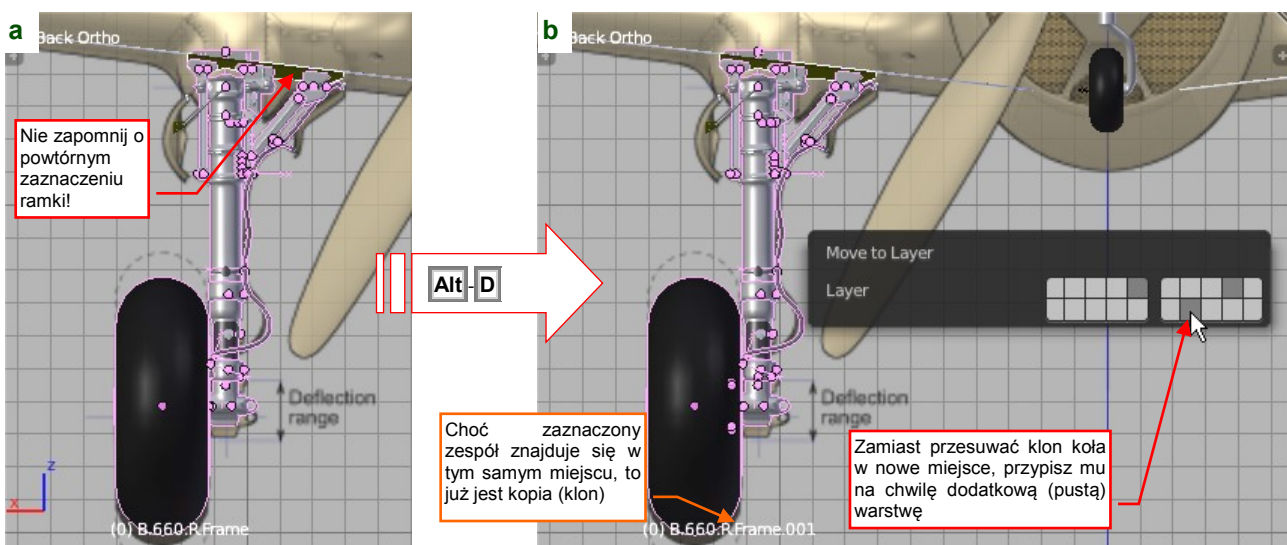 a
Back Ortho
Nie zapomnij o
powtórnym
zaznaczeniu
ramki!
Deflection
range
z
x
(0) B.660.R.Frame
Alt-D
b
Back Ortho
Move to Layer
Layer
Deflection
range
Choć zaznaczony
zespół znajduje się w
tym samym miejscu, to
już jest kopia (klon)
Zamiast przesuwać klon koła
w nowe miejsce, przypisz mu
na chwilę dodatkową (pustą)
warstwę
(0) B.660.R.Frame.001